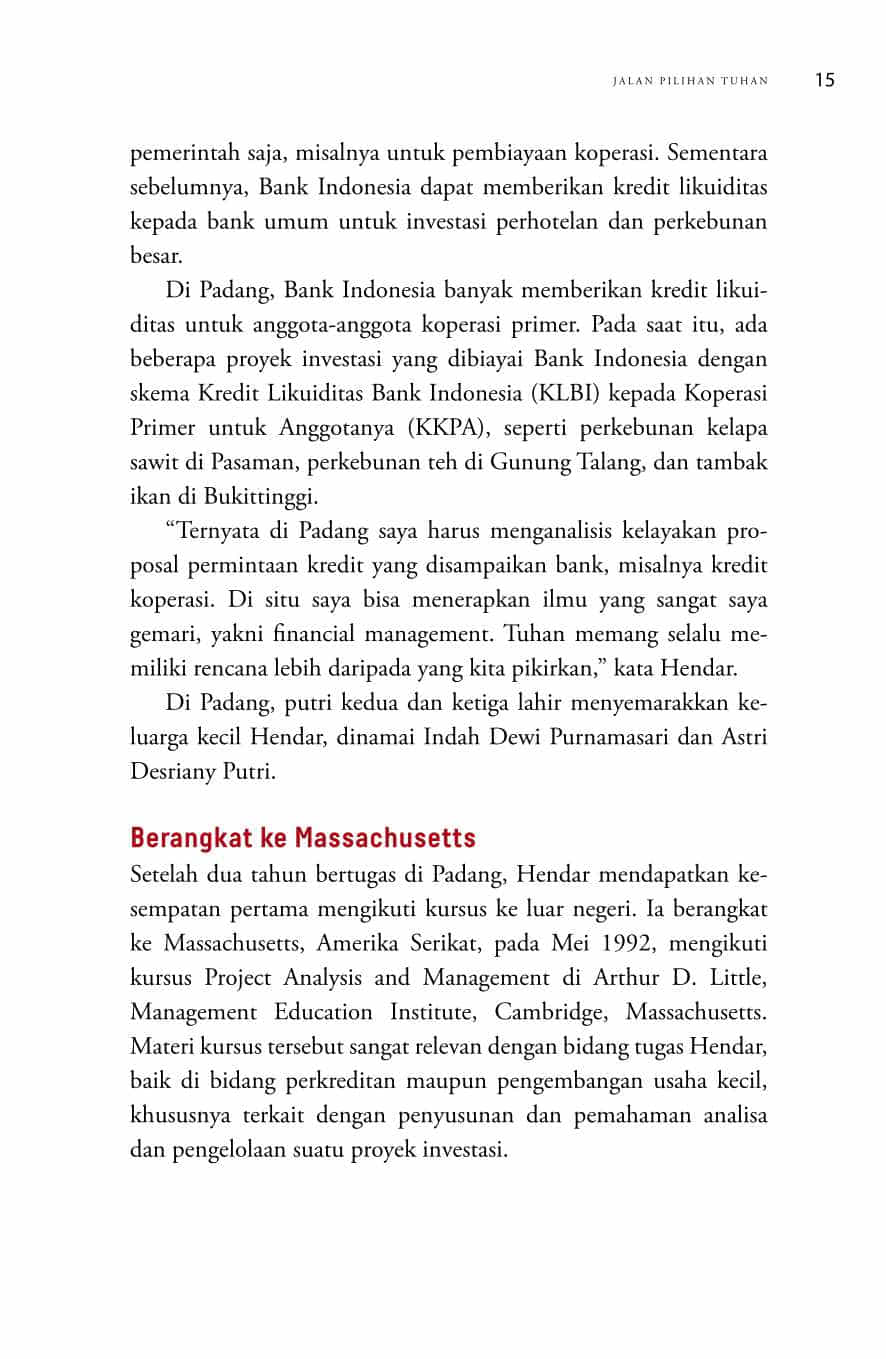 JALAN PILIHAN TUHAN 15
pemerintah saja, misalnya untuk pembiayaan koperasi. Sementara
sebelumnya, Bank Indonesia dapat memberikan kredit likuiditas
kepada bank umum untuk investasi perhotelan dan perkebunan
besar.
Di Padang, Bank Indonesia banyak memberikan kredit likui-
ditas untuk anggota-anggota koperasi primer. Pada saat itu, ada
beberapa proyek investasi yang dibiayai Bank Indonesia dengan
skema Kredit Likuiditas Bank Indonesia (KLBI) kepada Koperasi
Primer untuk Anggotanya (KKPA), seperti perkebunan kelapa
sawit di Pasaman, perkebunan teh di Gunung Talang, dan tambak
ikan di Bukittinggi.
“Ternyata di Padang saya harus menganalisis kelayakan pro-
posal permintaan kredit yang disampaikan bank, misalnya kredit
koperasi. Di situ saya bisa menerapkan ilmu yang sangat saya
gemari, yakni financial management. Tuhan memang selalu me-
miliki rencana lebih daripada yang kita pikirkan,” kata Hendar.
Di Padang, putri kedua dan ketiga lahir menyemarakkan ke-
luarga kecil Hendar, dinamai Indah Dewi Purnamasari dan Astri
Desriany Putri.
Berangkat ke Massachusetts
Setelah dua tahun bertugas di Padang, Hendar mendapatkan ke-
sempatan pertama mengikuti kursus ke luar negeri. Ia berangkat
ke Massachusetts, Amerika Serikat, pada Mei 1992, mengikuti
kursus Project Analysis and Management di Arthur D. Little,
Management Education Institute, Cambridge, Massachusetts.
Materi kursus tersebut sangat relevan dengan bidang tugas Hendar,
baik di bidang perkreditan maupun pengembangan usaha kecil,
khususnya terkait dengan penyusunan dan pemahaman analisa
dan pengelolaan suatu proyek investasi.